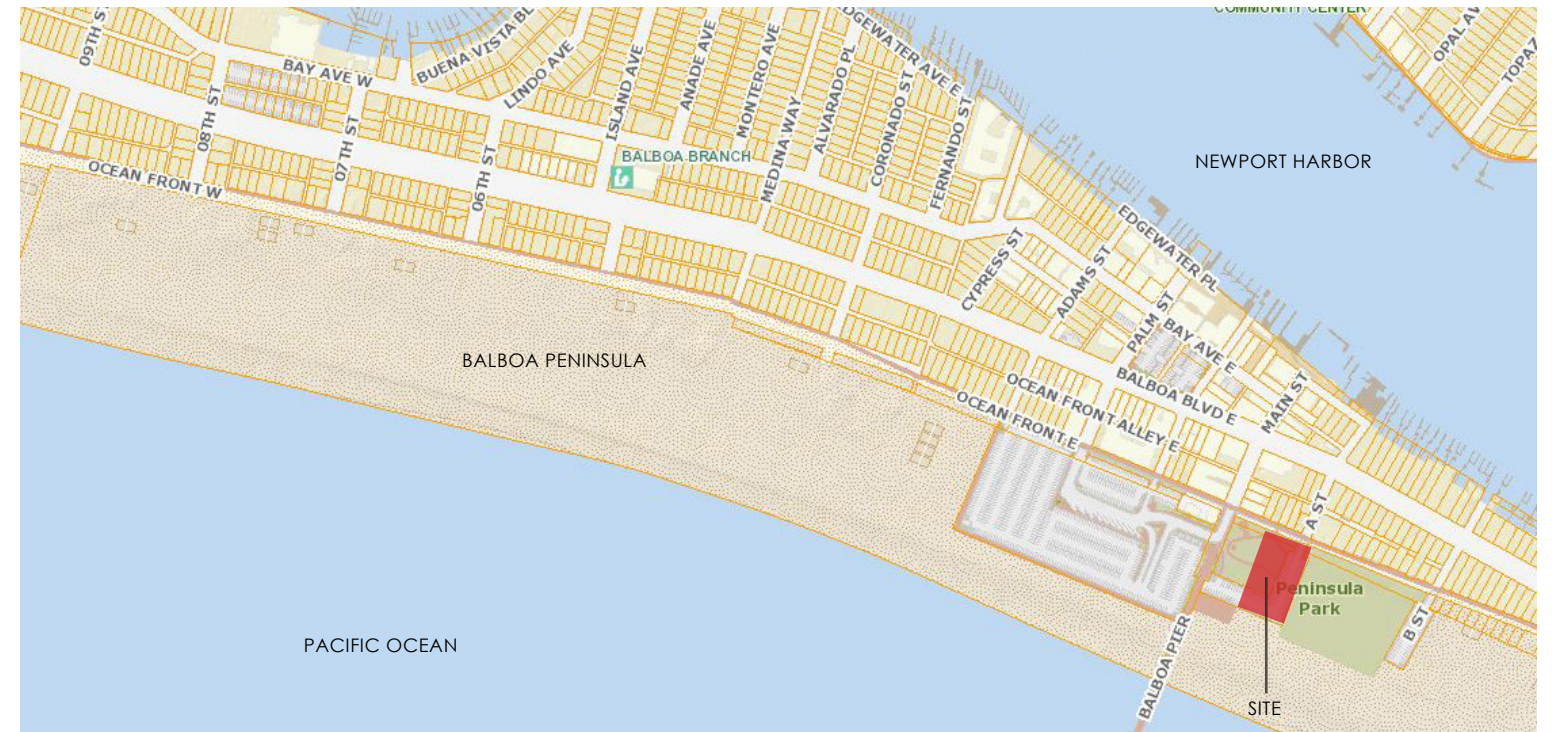 COMMUNITY CENTER
09TH ST
BAY AVE W
BUENA VISTA BL
LINDO AVE
ISLAND AVE
ANADE AVE
MONTERO AVE
MEDINA WAY
ALVARADO PL
EDGEWATER AVE E
CORONADO ST
FERNANDO ST
OPAL AV
TOPAZ
08TH ST
07TH ST
06TH ST
BALBOA BRANCH
NEWPORT HARBOR
OCEAN FRONT W
EDGEWATER PL
CYPRESS ST
ADAMS ST
PALM ST
BAY AVE E
BALBOA PENINSULA
BALBOA BLVD E
MAIN ST
OCEAN FRONT ALLEY E
OCEAN FRONT E
A ST
Peninsula
Park
B ST
PACIFIC OCEAN
BALBOA PIER
SITE